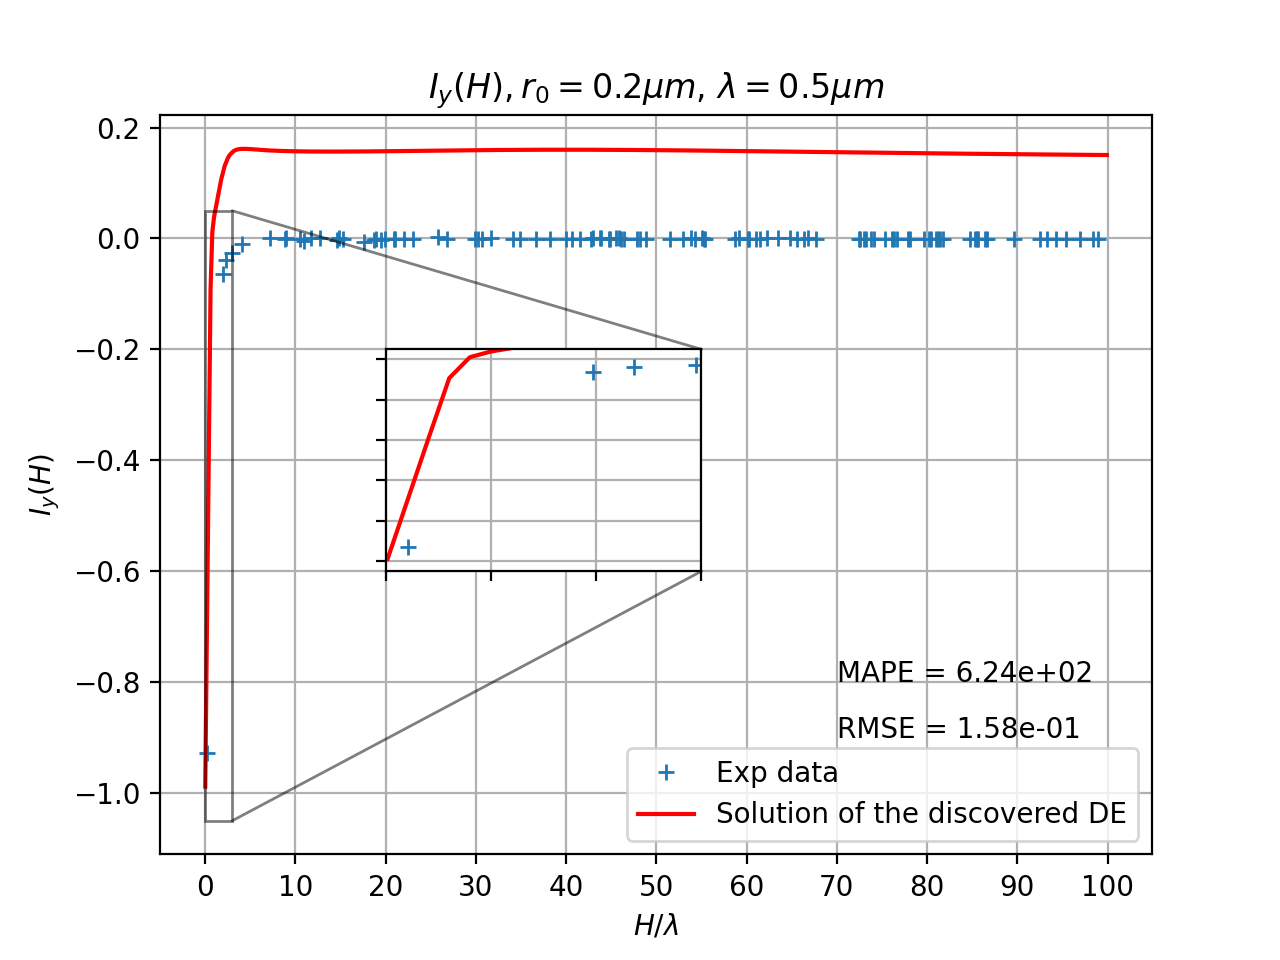 I_y(H), r_0 = 0.2μm, λ = 0.5μm
0.2
0.0
−0.2
−0.4
−0.6
−0.8
−1.0
I_y(H)
MAPE = 6.24e+02
RMSE = 1.58e-01
Exp data
Solution of the discovered DE
0 10 20 30 40 50 60 70 80 90 100
H/λ